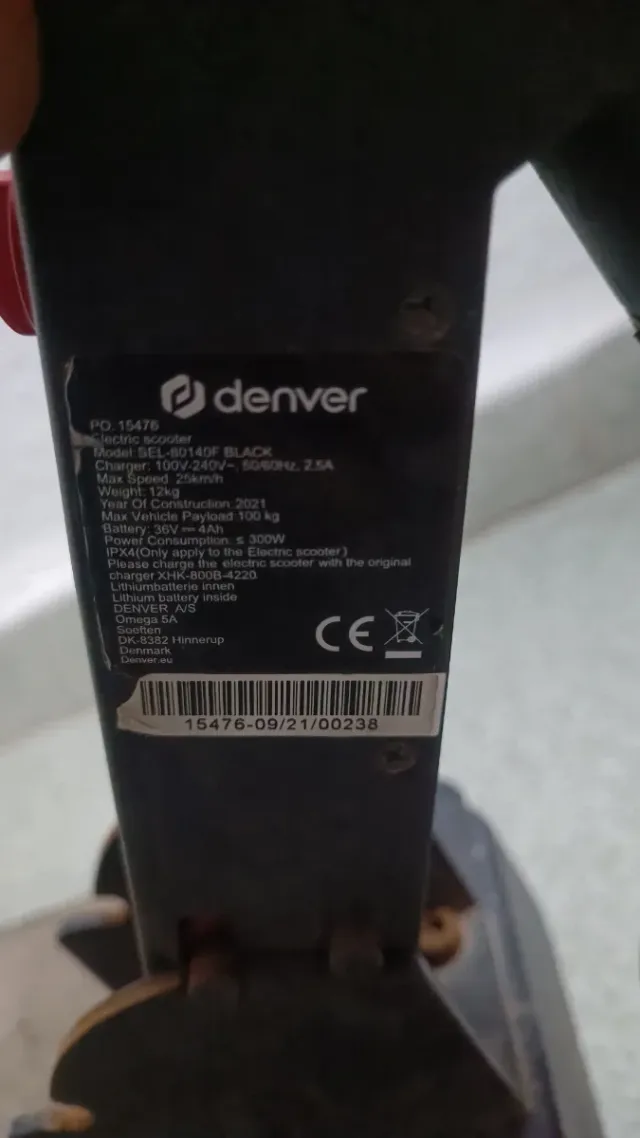 denver
PO. 15476
Electric scooter
Model: SEL-80140F BLACK
Charger: 100V-240V~, 50/60Hz, 2.5A
Max Speed: 25km/h
Weight: 12kg
Year Of Construction: 2021
Max Vehicle Payload: 100 kg
Battery: 36V ⎓ 4Ah
Power Consumption: ≤ 300W
IPX4(Only apply to the Electric scooter)
Please charge the electric scooter with the original
charger XHK-800B-4220.
Lithiumbatterie innen
Lithium battery inside
DENVER A/S
Omega 5A
Soeften
DK-8382 Hinnerup
Denmark
Denver.eu
CE
15476-09/21/00238